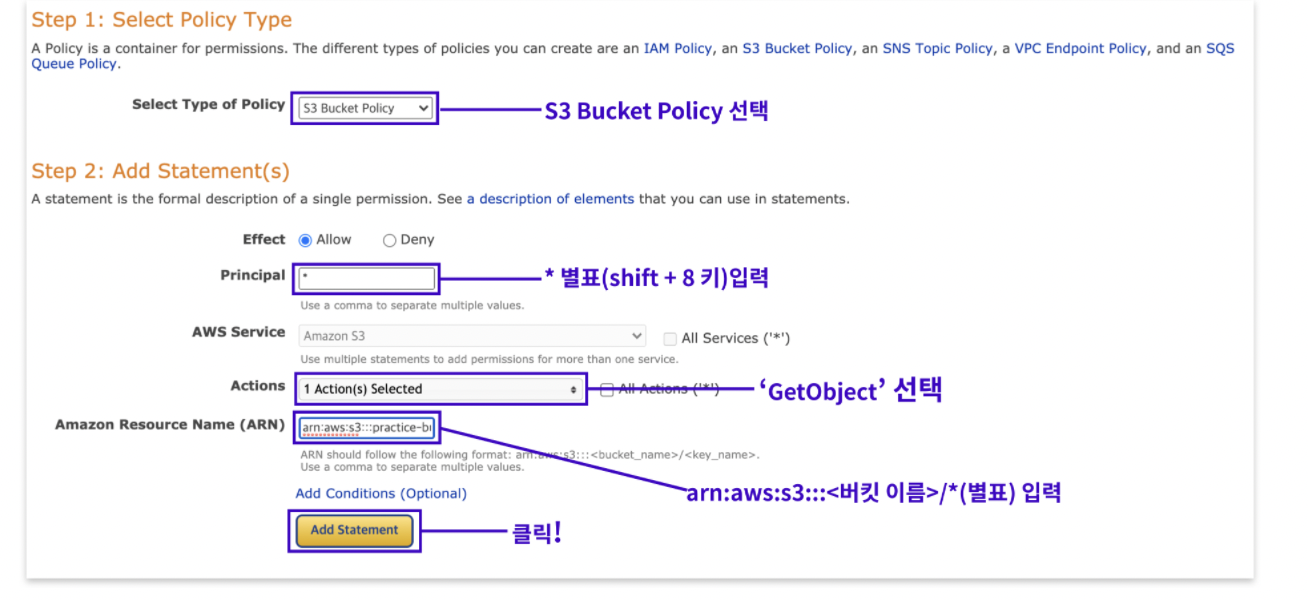 Step 1: Select Policy Type
A Policy is a container for permissions. The different types of policies you can create are an IAM Policy, an S3 Bucket Policy, an SNS Topic Policy, a VPC Endpoint Policy, and an SQS
Queue Policy.
Select Type of Policy S3 Bucket Policy S3 Bucket Policy 선택
Step 2: Add Statement(s)
A statement is the formal description of a single permission. See a description of elements that you can use in statements.
Effect Allow Deny
Principal * * 별표(shift + 8 키)입력
Use a comma to separate multiple values.
AWS Service Amazon S3 All Services ('*')
Use multiple statements to add permissions for more than one service.
Actions 1 Action(s) Selected All Actions ('*') ‘GetObject’ 선택
Amazon Resource Name (ARN) arn:aws:s3:::practice-bu
ARN should follow the following format: arn:aws:s3:::<bucket_name>/<key_name>.
Use a comma to separate multiple values.
Add Conditions (Optional) arn:aws:s3:::<버킷 이름>/*(별표) 입력
Add Statement 클릭!